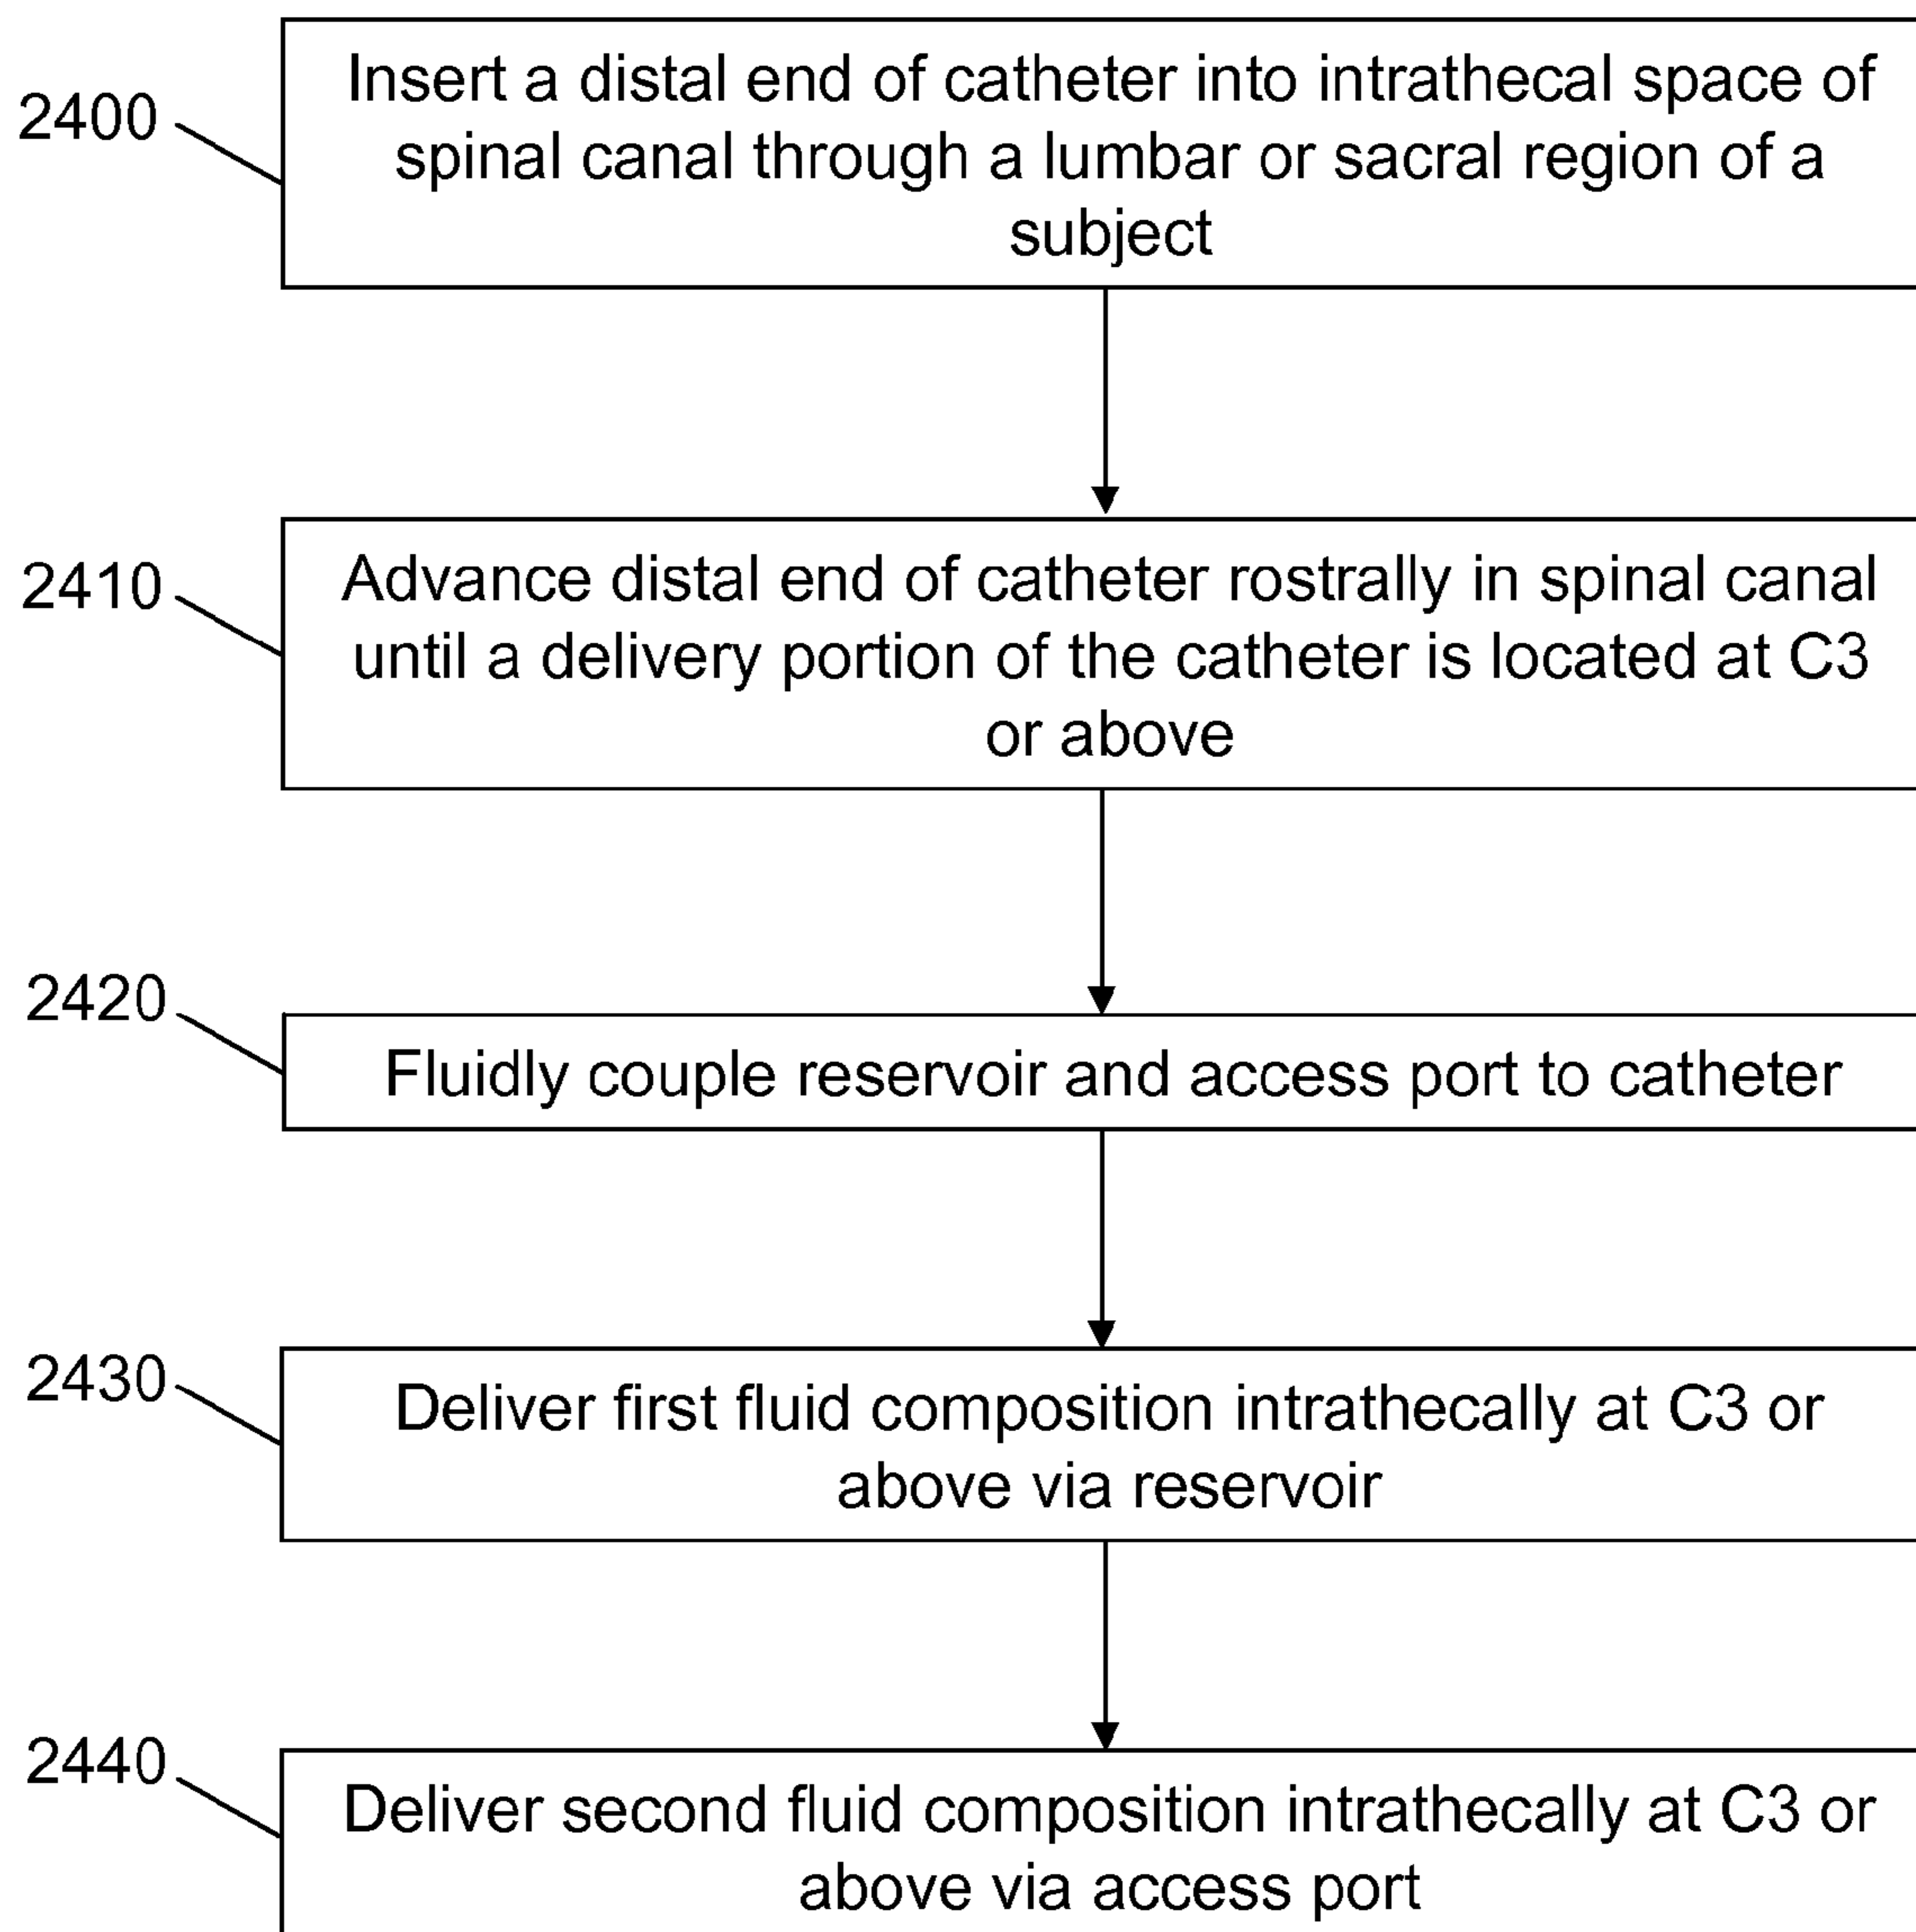 2400
Insert a distal end of catheter into intrathecal space of
spinal canal through a lumbar or sacral region of a
subject
2410
Advance distal end of catheter rostrally in spinal canal
until a delivery portion of the catheter is located at C3
or above
2420
Fluidly couple reservoir and access port to catheter
2430
Deliver first fluid composition intrathecally at C3 or
above via reservoir
2440
Deliver second fluid composition intrathecally at C3 or
above via access port